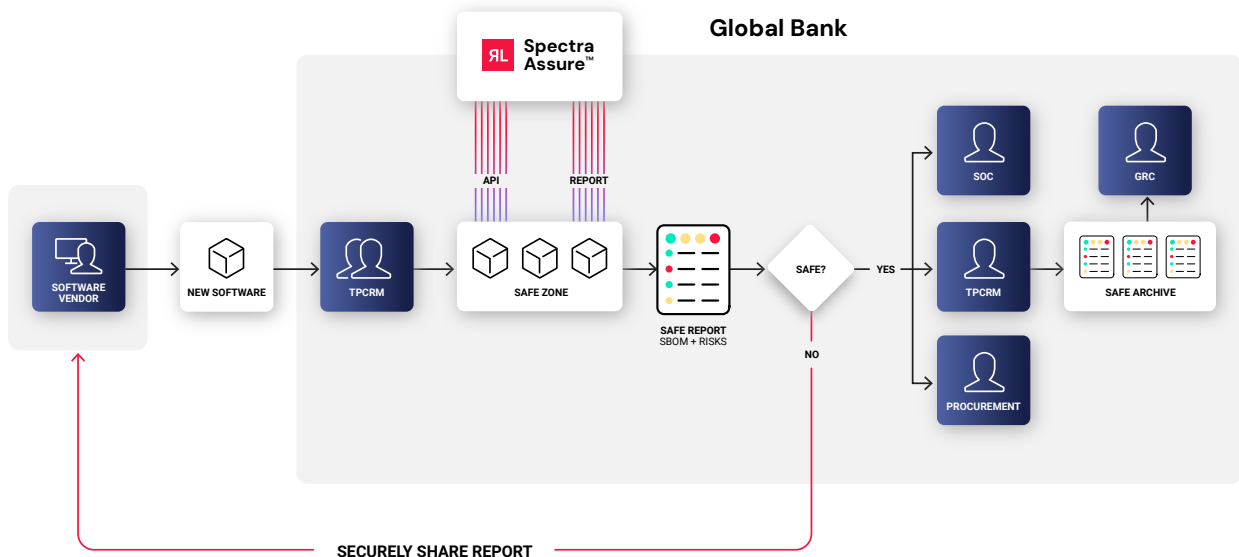 Global Bank
RL Spectra
Assure™
API
REPORT
SOFTWARE
VENDOR
NEW SOFTWARE
TPCRM
SAFE ZONE
SAFE REPORT
SBOM + RISKS
SAFE?
YES
NO
SOC
TPCRM
PROCUREMENT
GRC
SAFE ARCHIVE
SECURELY SHARE REPORT